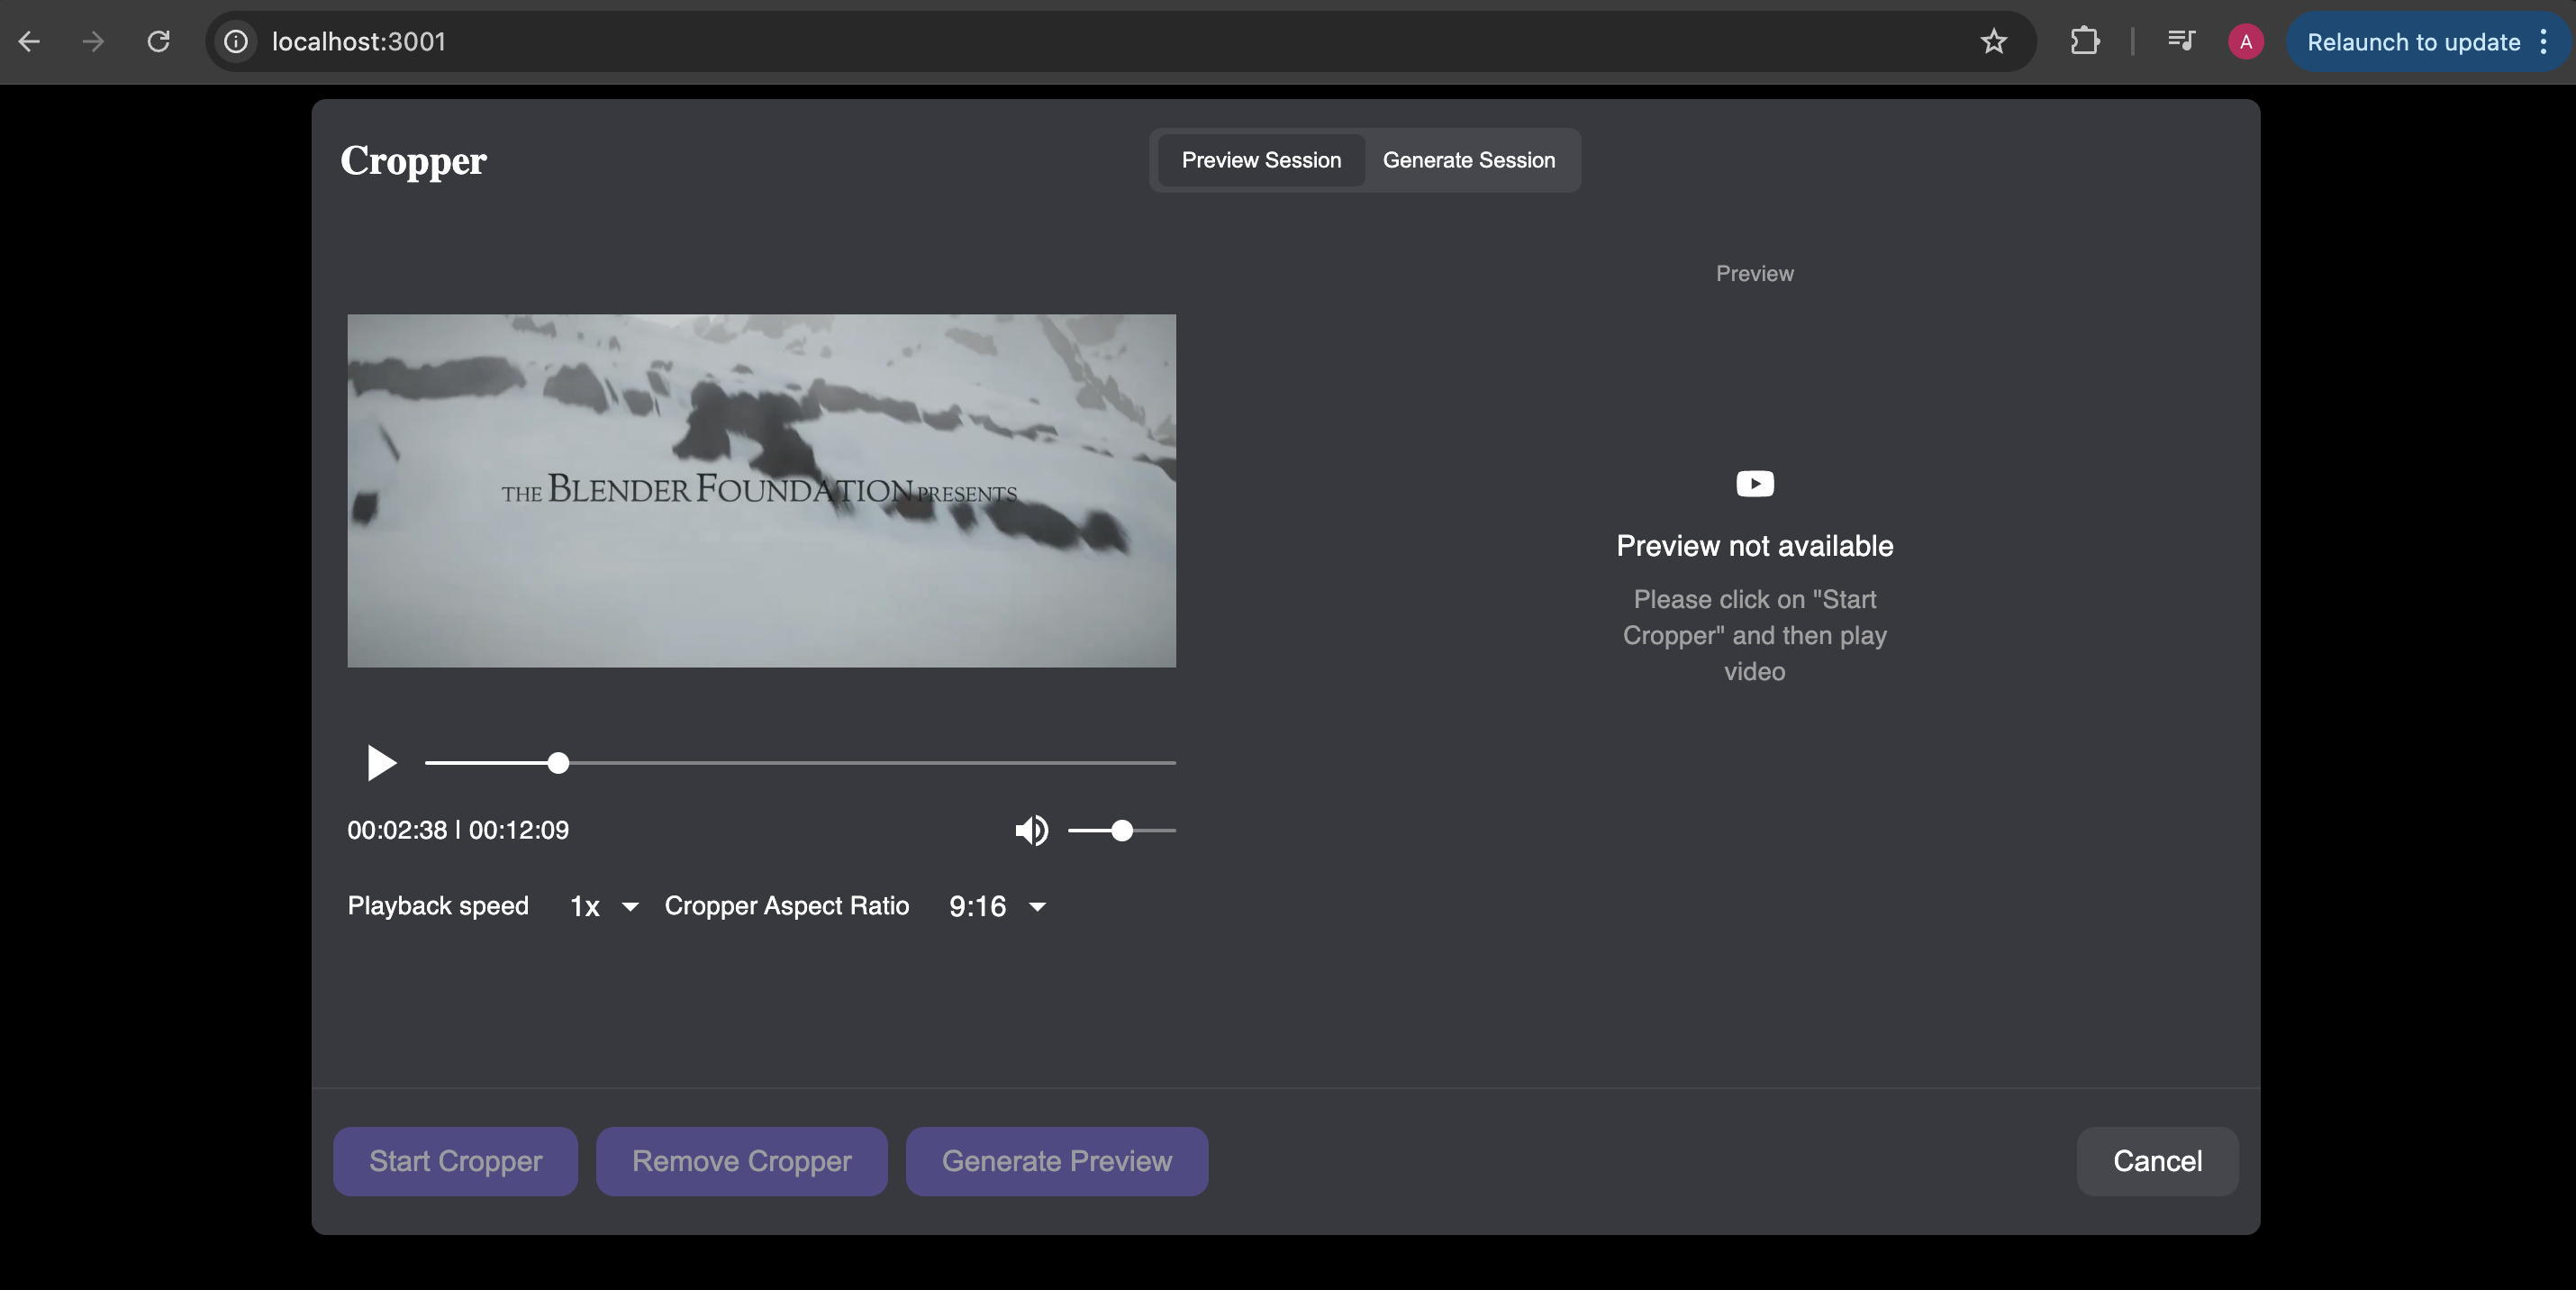 localhost:3001
A
Relaunch to update
Cropper
Preview Session
Generate Session
Preview
THE BLENDER FOUNDATION PRESENTS
Preview not available
Please click on "Start
Cropper" and then play
video
00:02:38 | 00:12:09
Playback speed 1x Cropper Aspect Ratio 9:16
Start Cropper
Remove Cropper
Generate Preview
Cancel